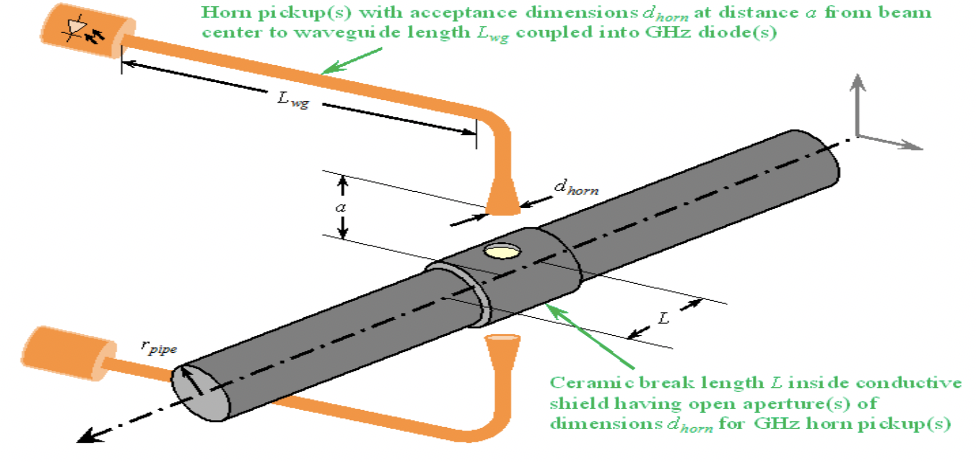 Horn pickup(s) with acceptance dimensions d_horn at distance a from beam
center to waveguide length L_wg coupled into GHz diode(s)
L_wg
d_horn
a
L
r_pipe
Ceramic break length L inside conductive
shield having open aperture(s) of
dimensions d_horn for GHz horn pickup(s)